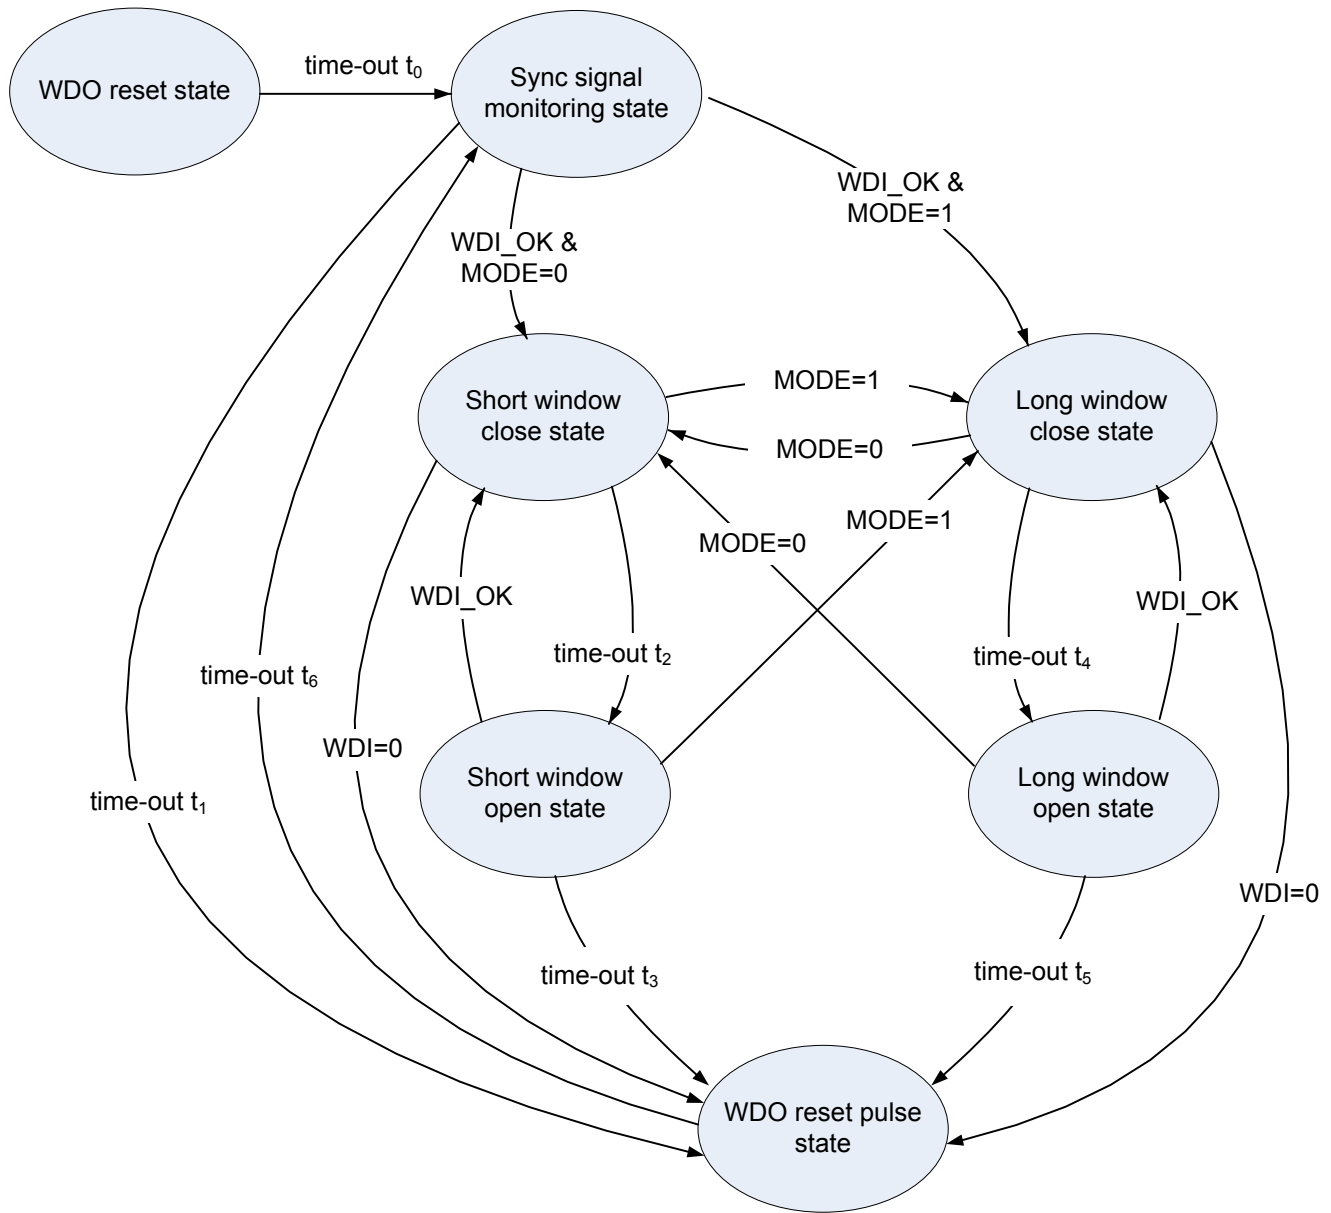 WDO reset state
time-out t₀
Sync signal
monitoring state
WDI_OK &
MODE=1
WDI_OK &
MODE=0
Short window
close state
MODE=1
MODE=0
Long window
close state
MODE=1
MODE=0
WDI_OK
WDI_OK
time-out t₂
time-out t₄
time-out t₆
WDI=0
Short window
open state
Long window
open state
time-out t₁
WDI=0
time-out t₃
time-out t₅
WDO reset pulse
state